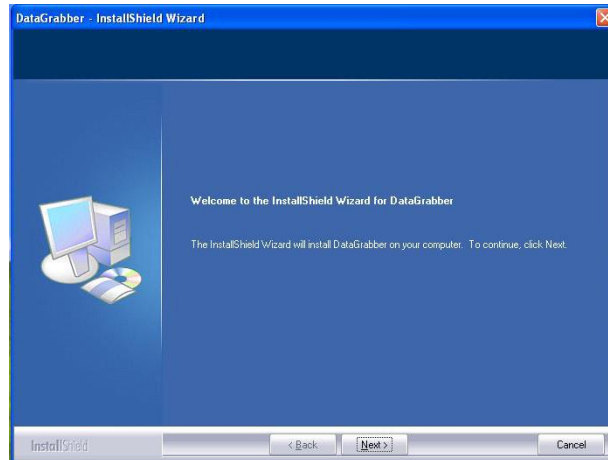 DataGrabber - InstallShield Wizard
Welcome to the InstallShield Wizard for DataGrabber
The InstallShield Wizard will install DataGrabber on your computer. To continue, click Next.
InstallShield
< Back
Next >
Cancel